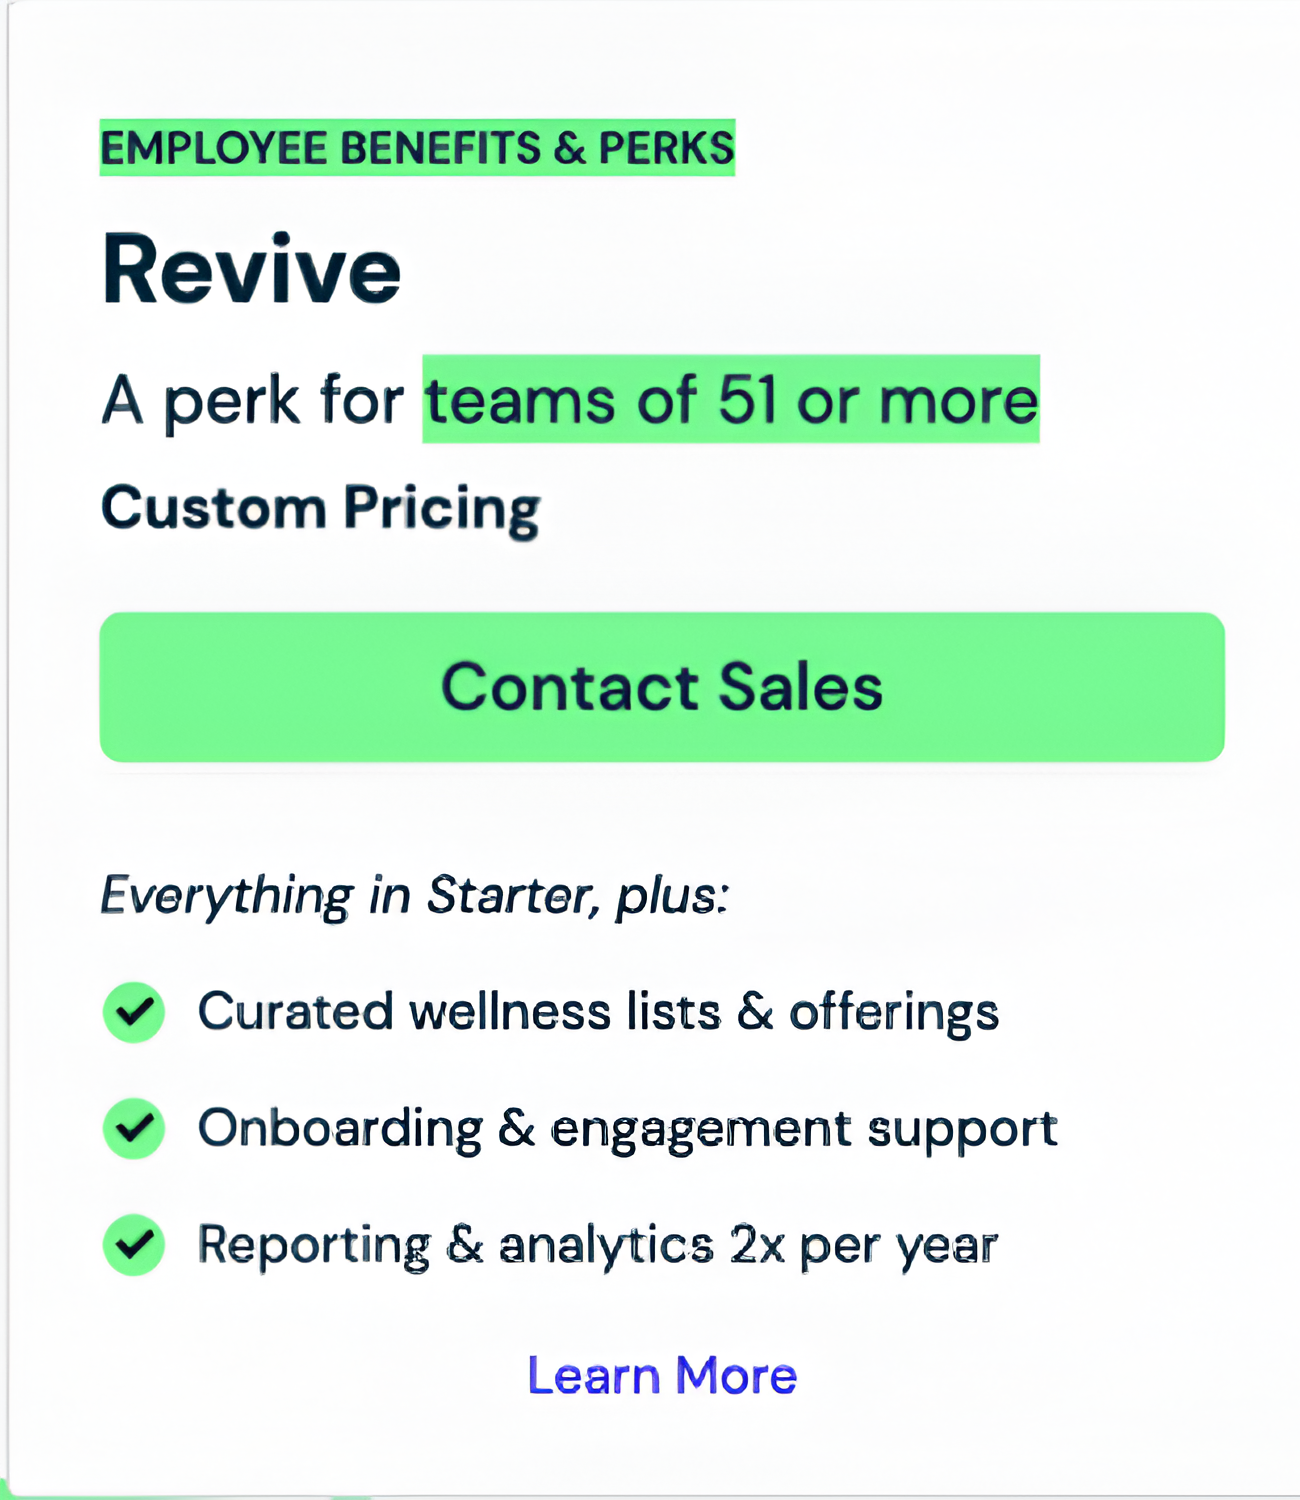 EMPLOYEE BENEFITS & PERKS
Revive
A perk for teams of 51 or more
Custom Pricing
Contact Sales
Everything in Starter, plus:
Curated wellness lists & offerings
Onboarding & engagement support
Reporting & analytics 2x per year
Learn More